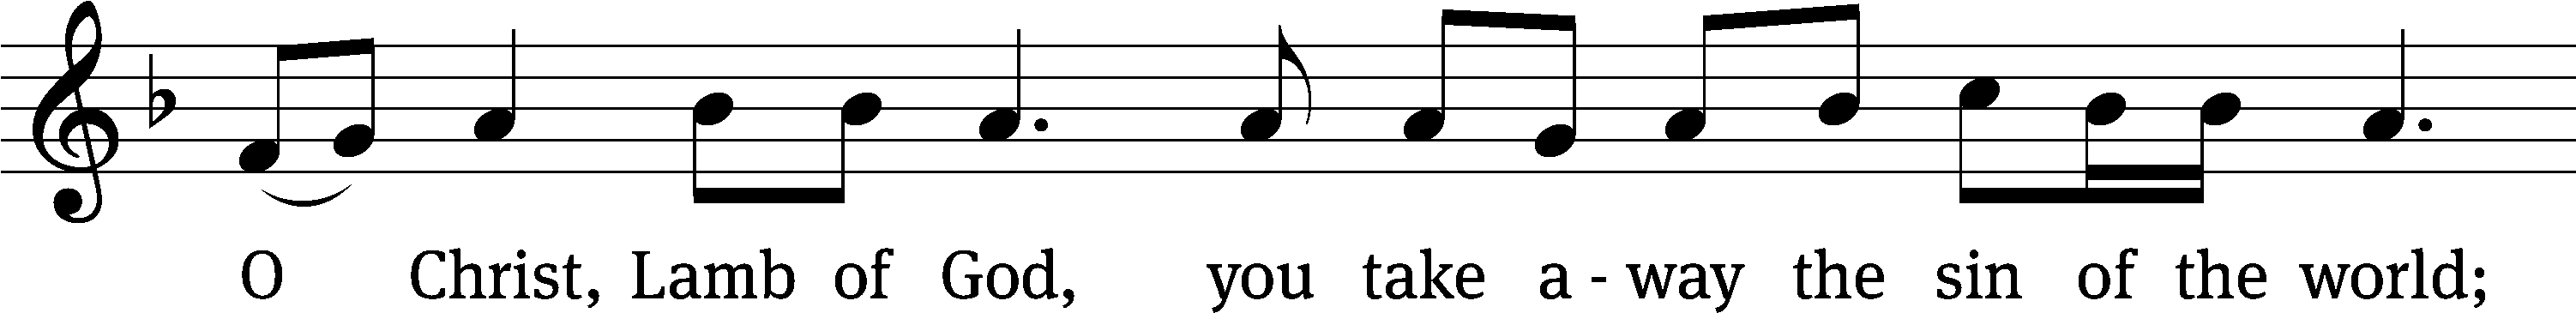 O Christ, Lamb of God, you take a - way the sin of the world;